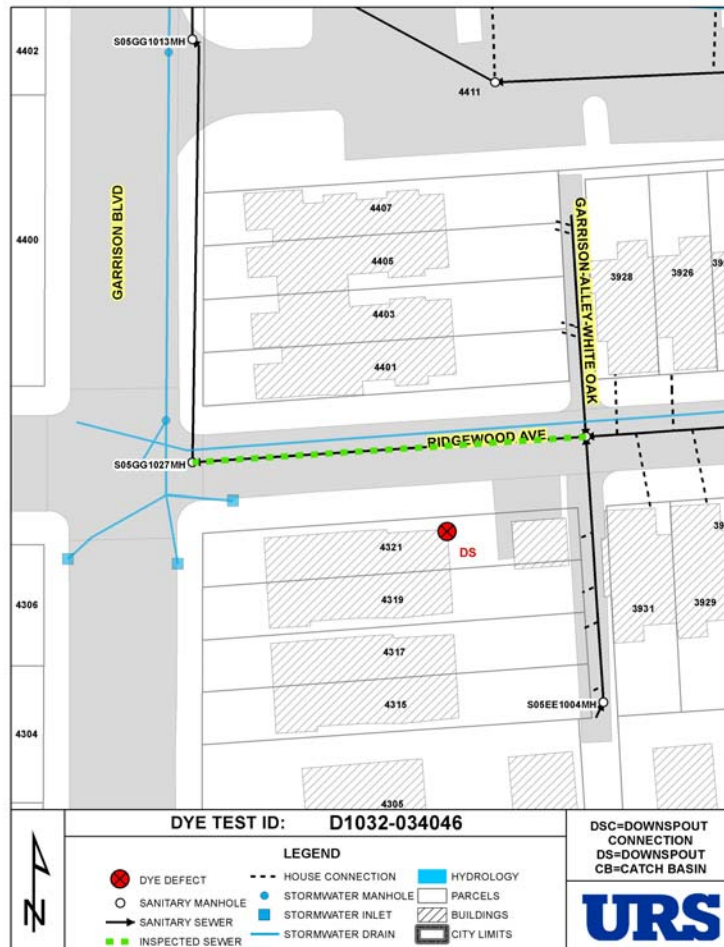 4402
S05GG1013MH
4411
GARRISON BLVD
4400
4407
4405
4403
4401
GARRISON-ALLEY-WHITE OAK
3928
3926
RIDGEWOOD AVE
S05GG1027MH
4321
DS
4319
4306
3931
3929
4317
4315
S05EE1004MH
4304
4305
DYE TEST ID: D1032-034046
LEGEND
DYE DEFECT
SANITARY MANHOLE
SANITARY SEWER
INSPECTED SEWER
HOUSE CONNECTION
STORMWATER MANHOLE
STORMWATER INLET
STORMWATER DRAIN
HYDROLOGY
PARCELS
BUILDINGS
CITY LIMITS
N
DSC=DOWNSPOUT
CONNECTION
DS=DOWNSPOUT
CB=CATCH BASIN
URS